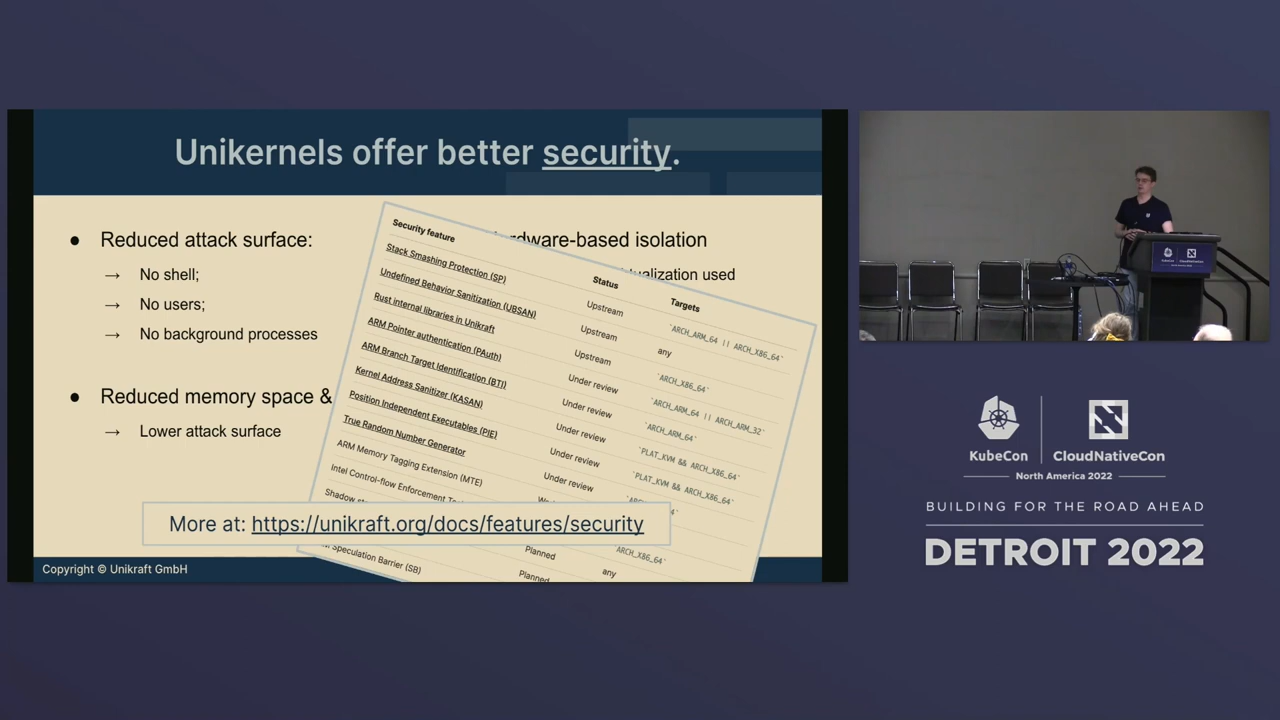 Unikernels offer better security.
● Reduced attack surface:
→ No shell;
→ No users;
→ No background processes
● Reduced memory space &
→ Lower attack surface
rdware-based isolation
ualization used
Security feature Status Targets
Stack Smashing Protection (SP) Upstream `ARCH_ARM_64 || ARCH_X86_64`
Undefined Behavior Sanitization (UBSAN) Upstream any
Rust internal libraries in Unikraft Upstream `ARCH_X86_64`
ARM Pointer authentication (PAuth) Under review `ARCH_ARM_64 || ARCH_ARM_32`
ARM Branch Target Identification (BTI) Under review `ARCH_ARM_64`
Kernel Address Sanitizer (KASAN) Under review `PLAT_KVM && ARCH_X86_64`
Position Independent Executables (PIE) Under review `PLAT_KVM && ARCH_X86_64`
True Random Number Generator Under review
ARM Memory Tagging Extension (MTE)
Intel Control-flow Enforcement
Shadow
Planned `ARCH_X86_64`
Speculation Barrier (SB) Planned any
More at: https://unikraft.org/docs/features/security
Copyright © Unikraft GmbH
KubeCon CloudNativeCon
North America 2022
BUILDING FOR THE ROAD AHEAD
DETROIT 2022